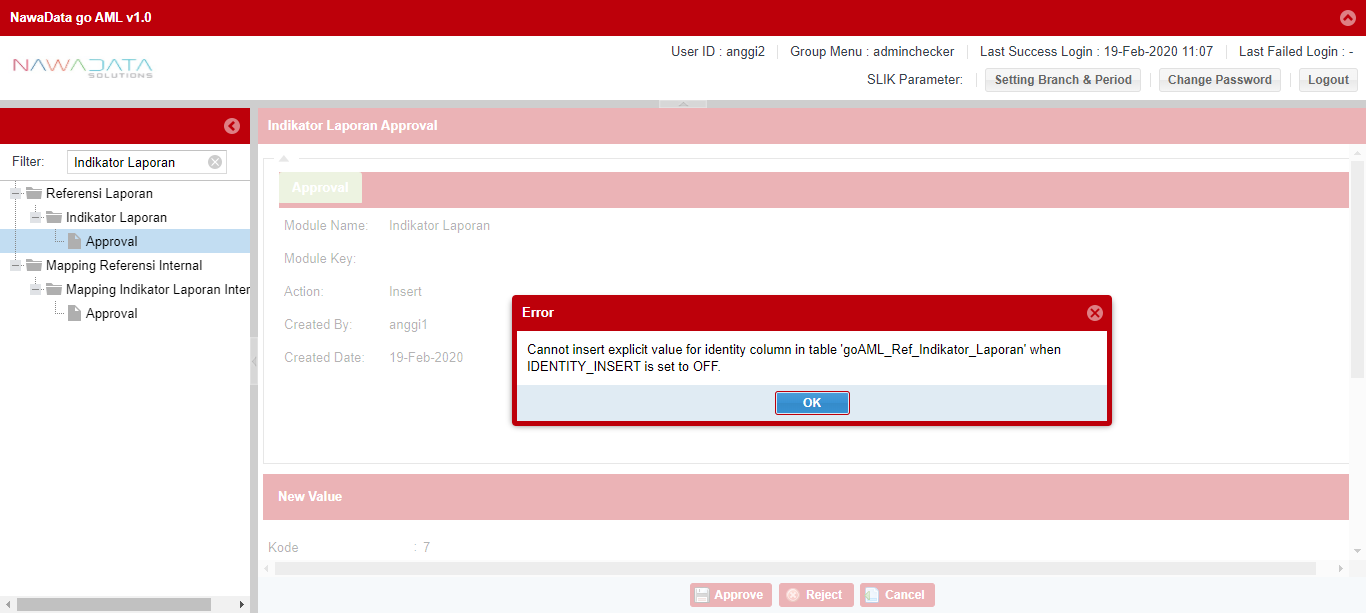 NawaData go AML v1.0
NAWADATA
SOLUTIONS
User ID : anggi2
Group Menu : adminchecker
Last Success Login : 19-Feb-2020 11:07
Last Failed Login : -
SLIK Parameter:
Setting Branch & Period
Change Password
Logout
Filter:
Indikator Laporan
Referensi Laporan
Indikator Laporan
Approval
Mapping Referensi Internal
Mapping Indikator Laporan Inter
Approval
Indikator Laporan Approval
Approval
Module Name: Indikator Laporan
Module Key:
Action: Insert
Created By: anggi1
Created Date: 19-Feb-2020
Error
Cannot insert explicit value for identity column in table 'goAML_Ref_Indikator_Laporan' when
IDENTITY_INSERT is set to OFF.
OK
New Value
Kode : 7
Approve
Reject
Cancel